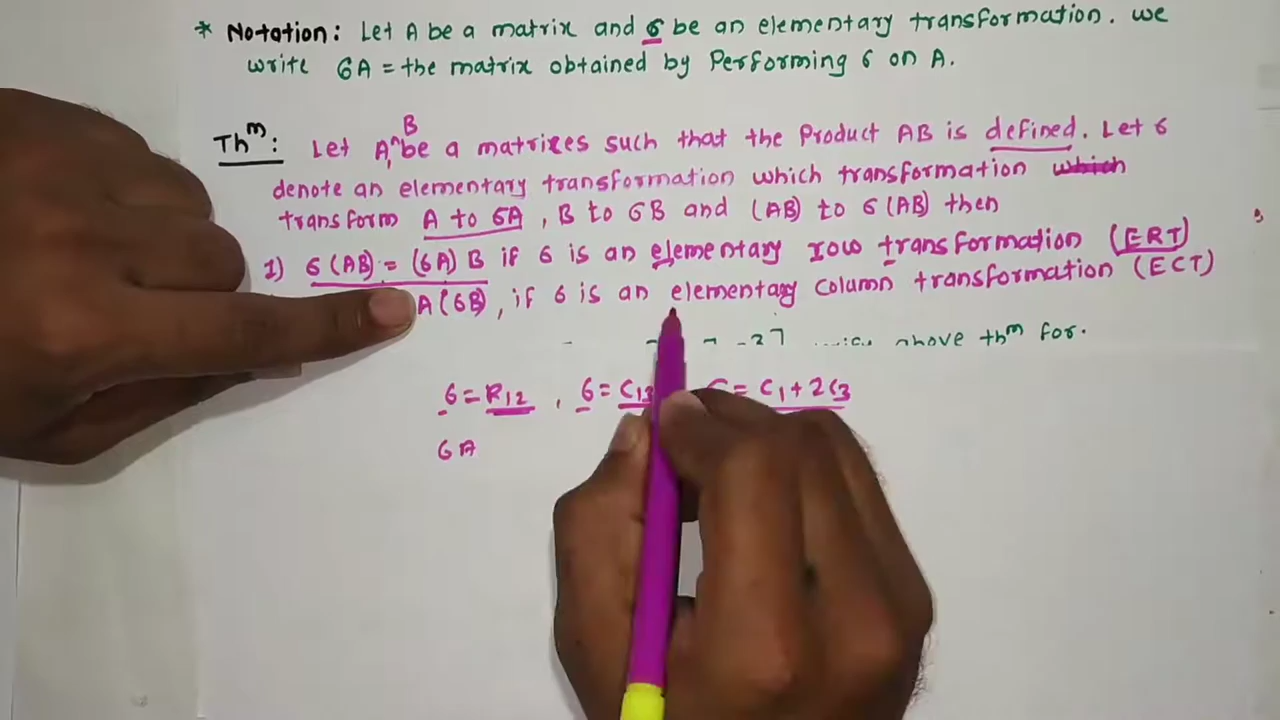 * Notation: Let A be a matrix and 6 be an elementary transformation. we
write 6A = the matrix obtained by Performing 6 on A.
Thm: Let A, B be a matrices such that the Product AB is defined. Let 6
denote an elementary transformation which transformation which
transform A to 6A, B to 6B and (AB) to 6(AB) then
1) 6(AB) = (6A) B if 6 is an elementary row transformation (ERT)
A(6B), if 6 is an elementary column transformation (ECT)
above thm for.
6 = R12, 6 = C13 = C1 + 2C3
6A